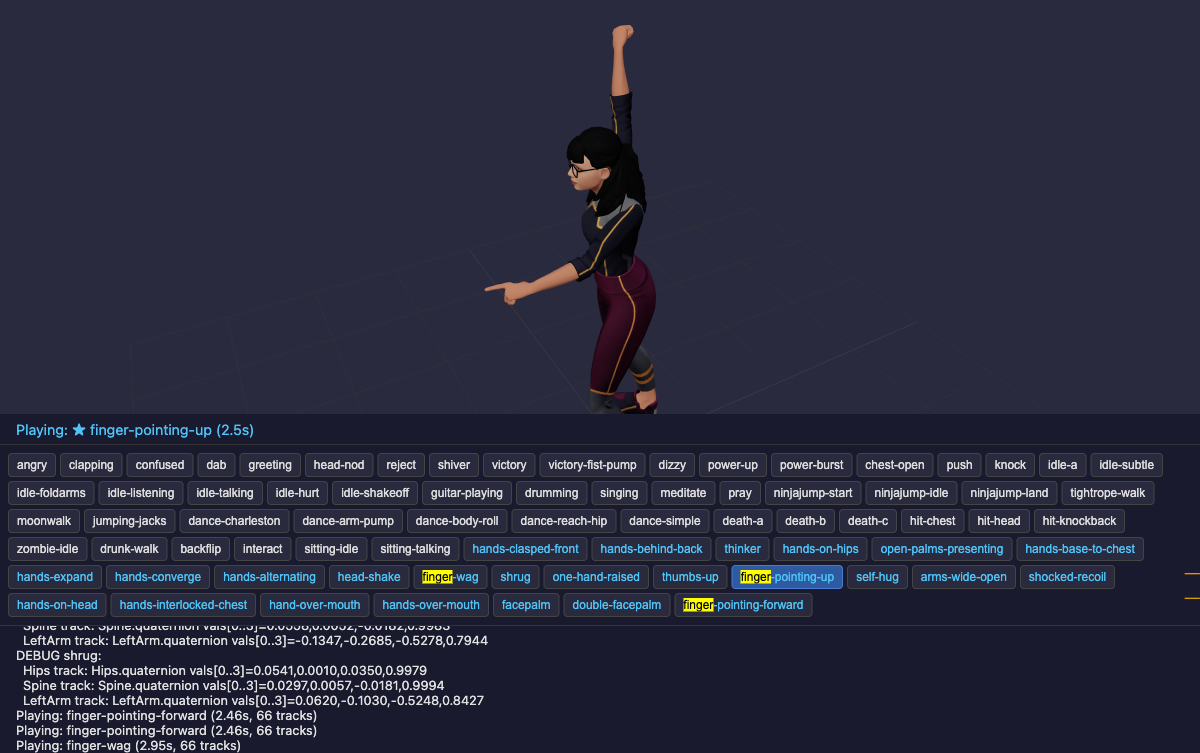 Playing: ★ finger-pointing-up (2.5s)
angry clapping confused dab greeting head-nod reject shiver victory victory-fist-pump dizzy power-up power-burst chest-open push knock idle-a idle-subtle
idle-foldarms idle-listening idle-talking idle-hurt idle-shakeoff guitar-playing drumming singing meditate pray ninjajump-start ninjajump-idle ninjajump-land tightrope-walk
moonwalk jumping-jacks dance-charleston dance-arm-pump dance-body-roll dance-reach-hip dance-simple death-a death-b death-c hit-chest hit-head hit-knockback
zombie-idle drunk-walk backflip interact sitting-idle sitting-talking hands-clasped-front hands-behind-back thinker hands-on-hips open-palms-presenting hands-base-to-chest
hands-expand hands-converge hands-alternating head-shake finger-wag shrug one-hand-raised thumbs-up finger-pointing-up self-hug arms-wide-open shocked-recoil
hands-on-head hands-interlocked-chest hand-over-mouth hands-over-mouth facepalm double-facepalm finger-pointing-forward
Spine track: Spine.quaternion
LeftArm track: LeftArm.quaternion vals[0..3]=-0.1347,-0.2685,-0.5278,0.7944
DEBUG shrug:
Hips track: Hips.quaternion vals[0..3]=0.0541,0.0010,0.0350,0.9979
Spine track: Spine.quaternion vals[0..3]=0.0297,0.0057,-0.0181,0.9994
LeftArm track: LeftArm.quaternion vals[0..3]=0.0620,-0.1030,-0.5248,0.8427
Playing: finger-pointing-forward (2.46s, 66 tracks)
Playing: finger-pointing-forward (2.46s, 66 tracks)
Playing: finger-wag (2.95s, 66 tracks)